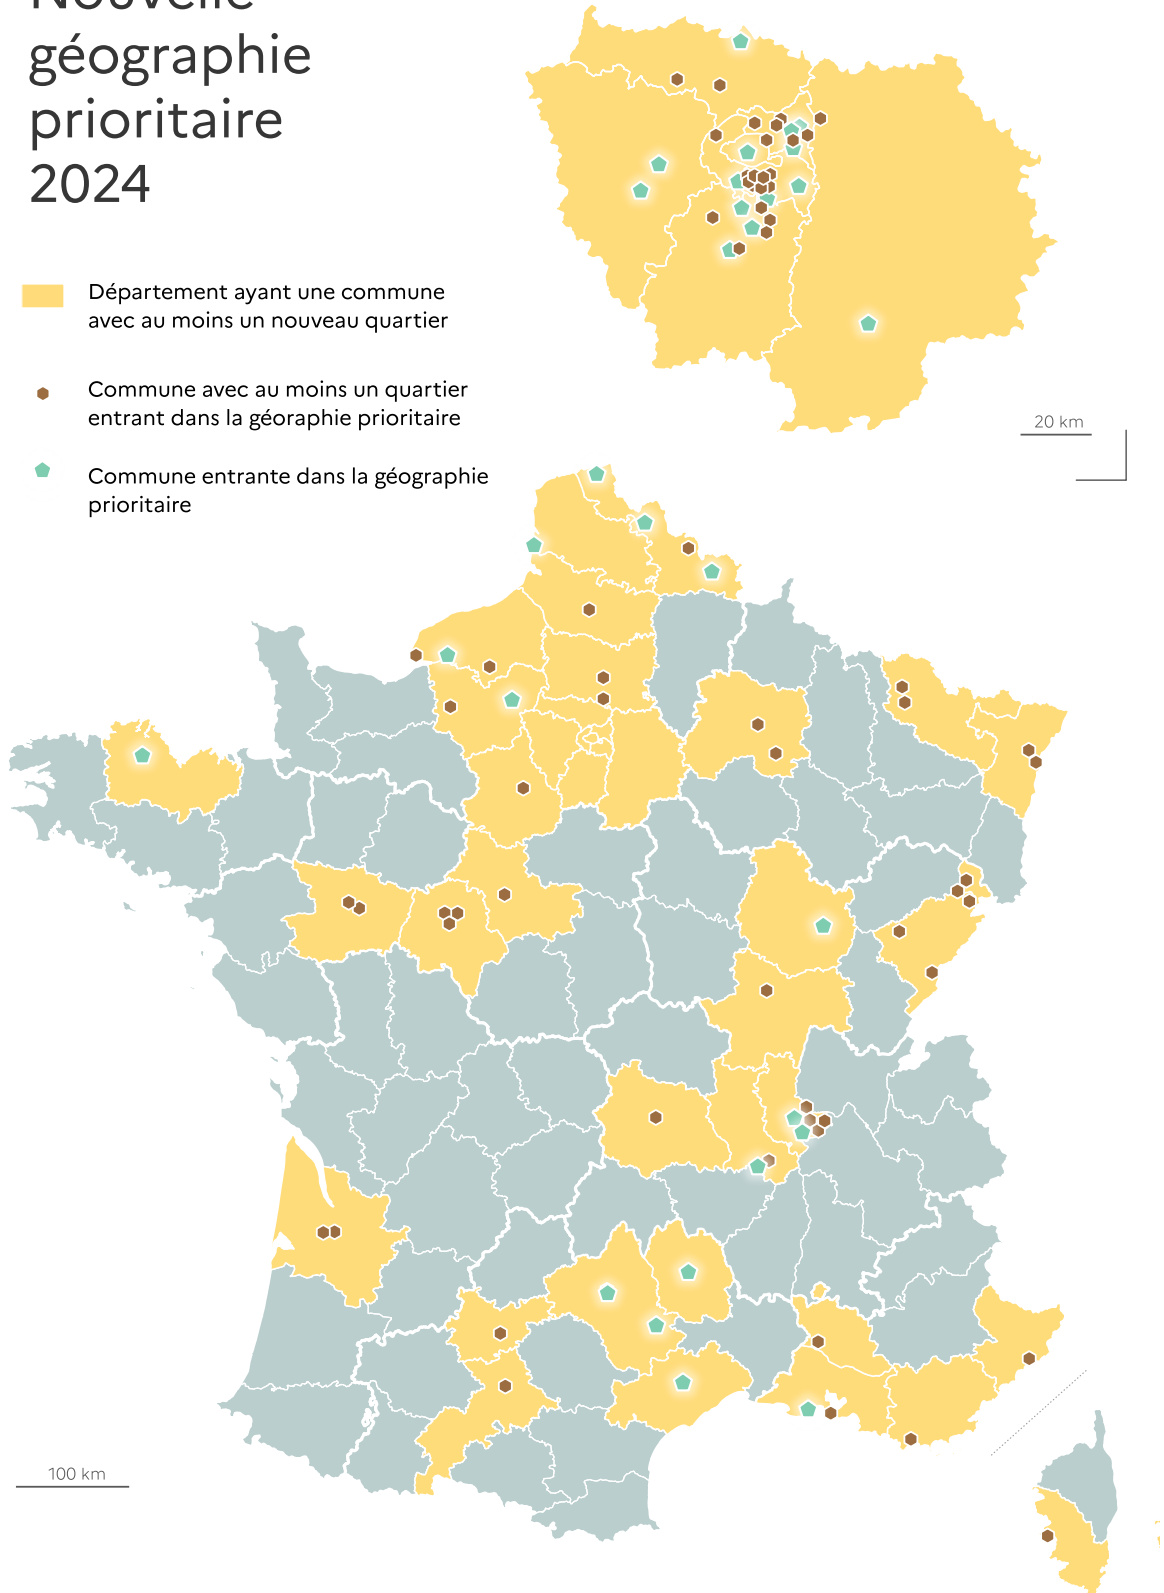 Nouvelle
géographie
prioritaire
2024
Département ayant une commune
avec au moins un nouveau quartier
Commune avec au moins un quartier
entrant dans la géoraphie prioritaire
Commune entrante dans la géographie
prioritaire
20 km
100 km